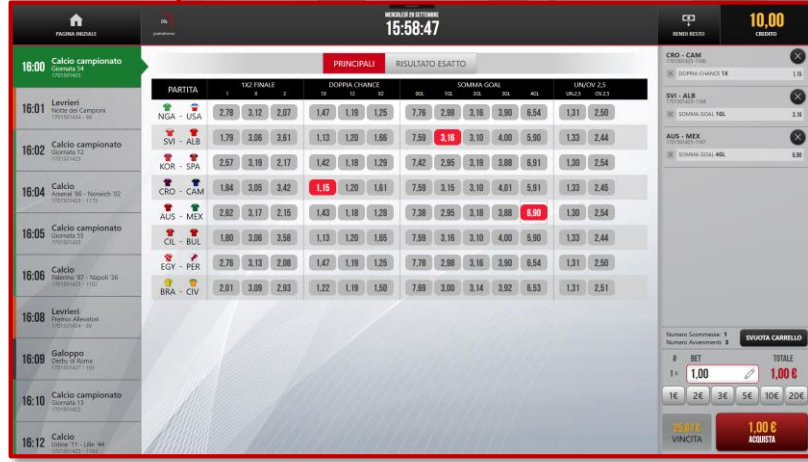 PAGINA INIZIALE
0%
MERCOLEDÌ 20 SETTEMBRE
15:58:47
RENDI RESTO
10,00
CREDITO
16:00 Calcio campionato
Giornata 54
1701501423
16:01 Levrieri
Notte dei Campioni
16:02 Calcio campionato
Giornata 12
1701501423
16:04 Calcio
Arsenal '86 - Norwich '02
16:05 Calcio campionato
Giornata 55
1701501423
16:06 Calcio
Palermo '87 - Napoli '26
16:08 Levrieri
Premio Allevatori
16:09 Galoppo
Derby di Roma
16:10 Calcio campionato
Giornata 13
1701501423
16:12 Calcio
Udine '11 - Lille '44
PRINCIPALI RISULTATO ESATTO
PARTITA 1X2 FINALE DOPPIA CHANCE SOMMA GOAL UN/OV 2,5
1 X 2 1X 12 X2 0GL 1GL 2GL 3GL 4GL UN2,5 OV2,5
NGA - USA 2,78 3,12 2,07 1,47 1,19 1,25 7,76 2,98 3,16 3,90 6,54 1,31 2,50
SVI - ALB 1,79 3,06 3,61 1,13 1,20 1,66 7,59 3,16 3,10 4,00 5,90 1,33 2,44
KOR - SPA 2,57 3,19 2,17 1,42 1,18 1,29 7,42 2,95 3,19 3,88 6,91 1,30 2,54
CRO - CAM 1,84 3,05 3,42 1,15 1,20 1,61 7,59 3,15 3,10 4,01 5,91 1,33 2,45
AUS - MEX 2,62 3,17 2,15 1,43 1,18 1,28 7,38 2,95 3,18 3,88 6,90 1,30 2,54
CIL - BUL 1,80 3,06 3,58 1,13 1,20 1,65 7,59 3,16 3,10 4,00 5,90 1,33 2,44
EGY - PER 2,76 3,13 2,08 1,47 1,19 1,25 7,78 2,98 3,16 3,90 6,54 1,31 2,50
BRA - CIV 2,01 3,09 2,93 1,22 1,19 1,50 7,69 3,00 3,14 3,92 6,53 1,31 2,51
CRO - CAM
DOPPIA CHANCE 1X 1,15
SVI - ALB
SOMMA GOAL 1GL 3,16
AUS - MEX
SOMMA GOAL 4GL 6,90
Numero Scommesse: 1
Numero Avvenimenti: 3
SVUOTA CARRELLO
# BET TOTALE
1 x 1,00 1,00 €
1€ 2€ 3€ 5€ 10€ 20€
25,07 €
VINCITA
1,00 €
ACQUISTA